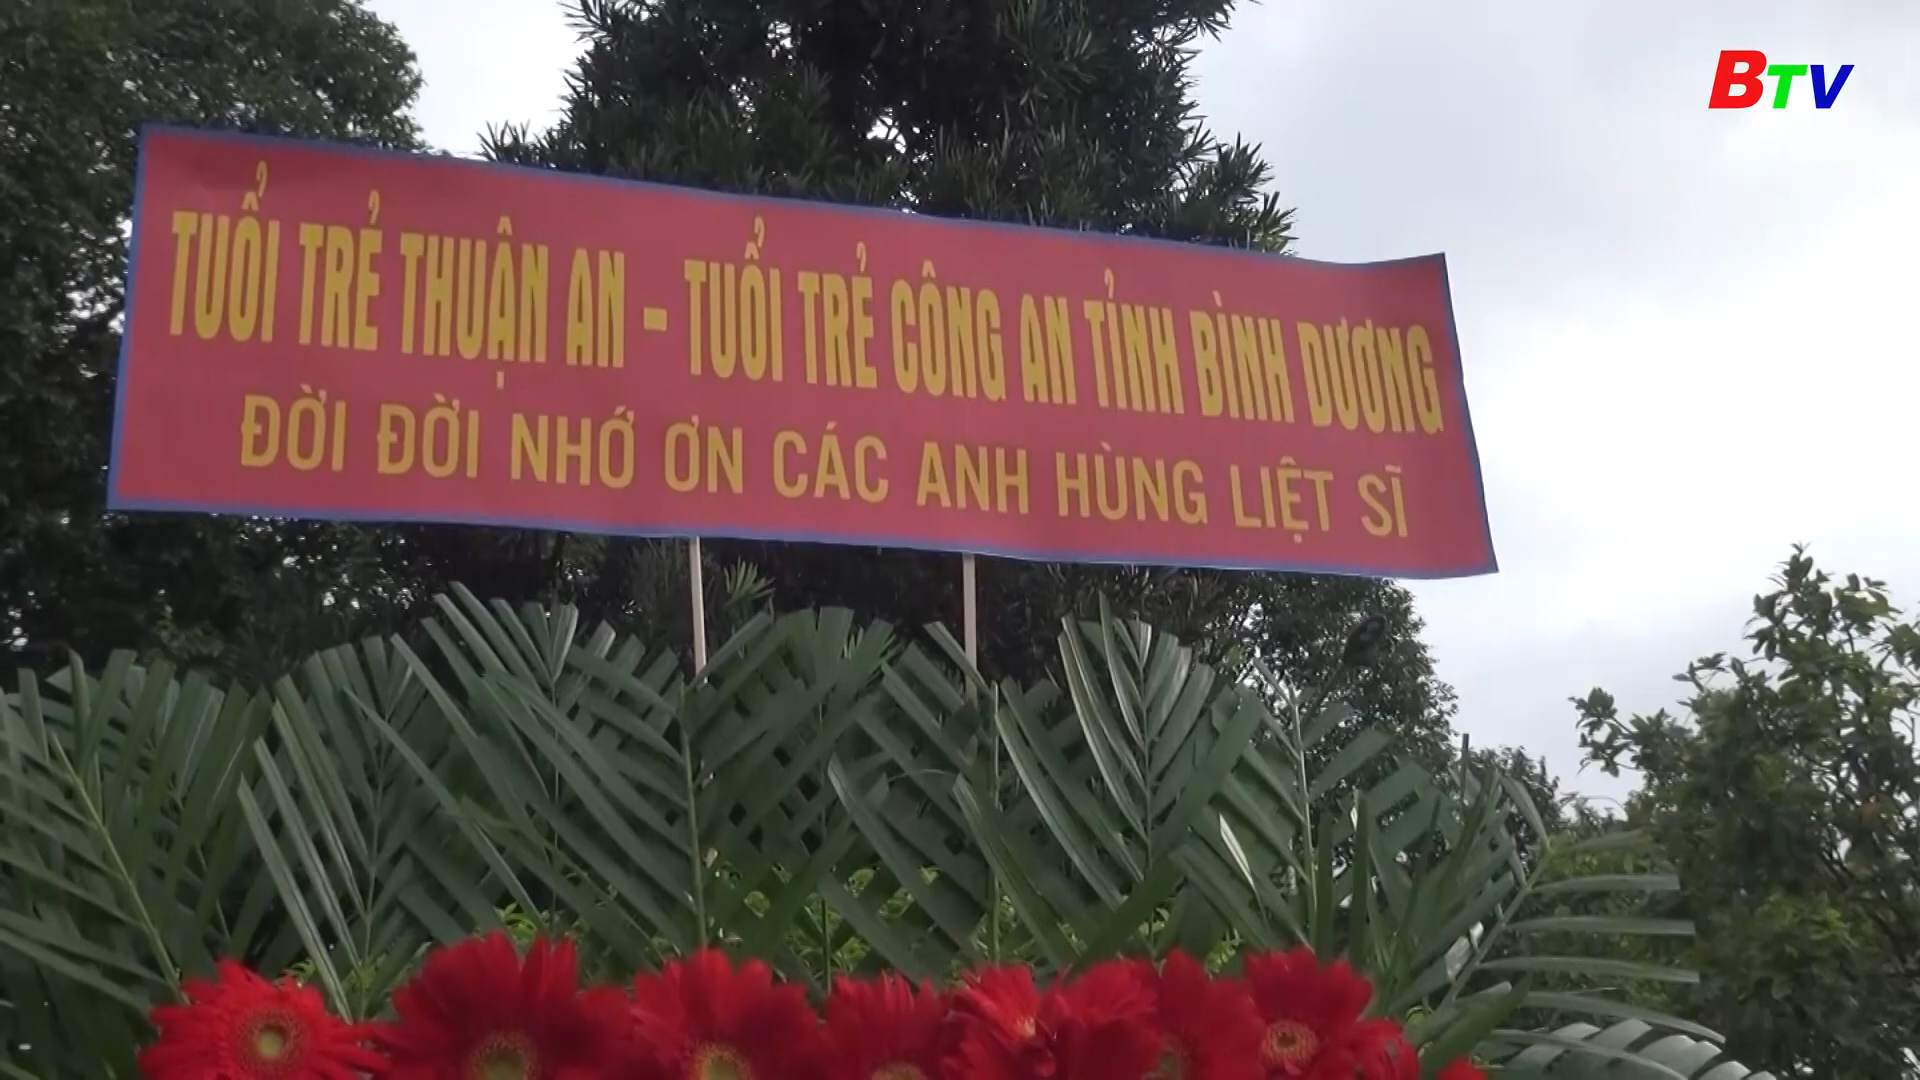 BTV
TUỔI TRẺ THUẬN AN - TUỔI TRẺ CÔNG AN TỈNH BÌNH DƯƠNG
ĐỜI ĐỜI NHỚ ƠN CÁC ANH HÙNG LIỆT SĨ